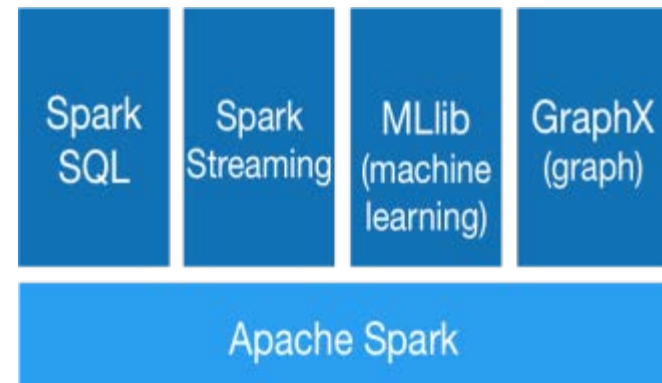 Spark
SQL
Spark
Streaming
MLlib
(machine
learning)
GraphX
(graph)
Apache Spark